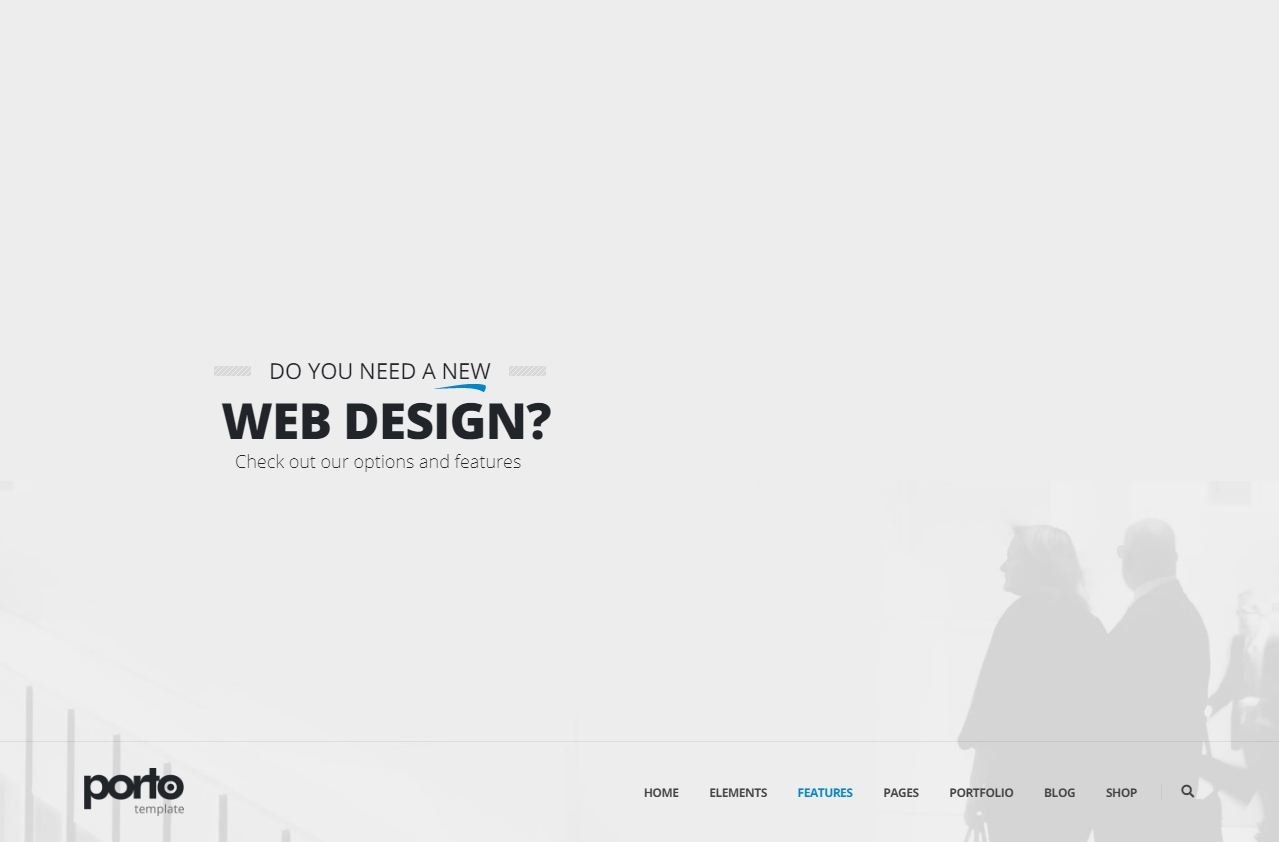 DO YOU NEED A NEW
WEB DESIGN?
Check out our options and features
porto
template
HOME ELEMENTS FEATURES PAGES PORTFOLIO BLOG SHOP